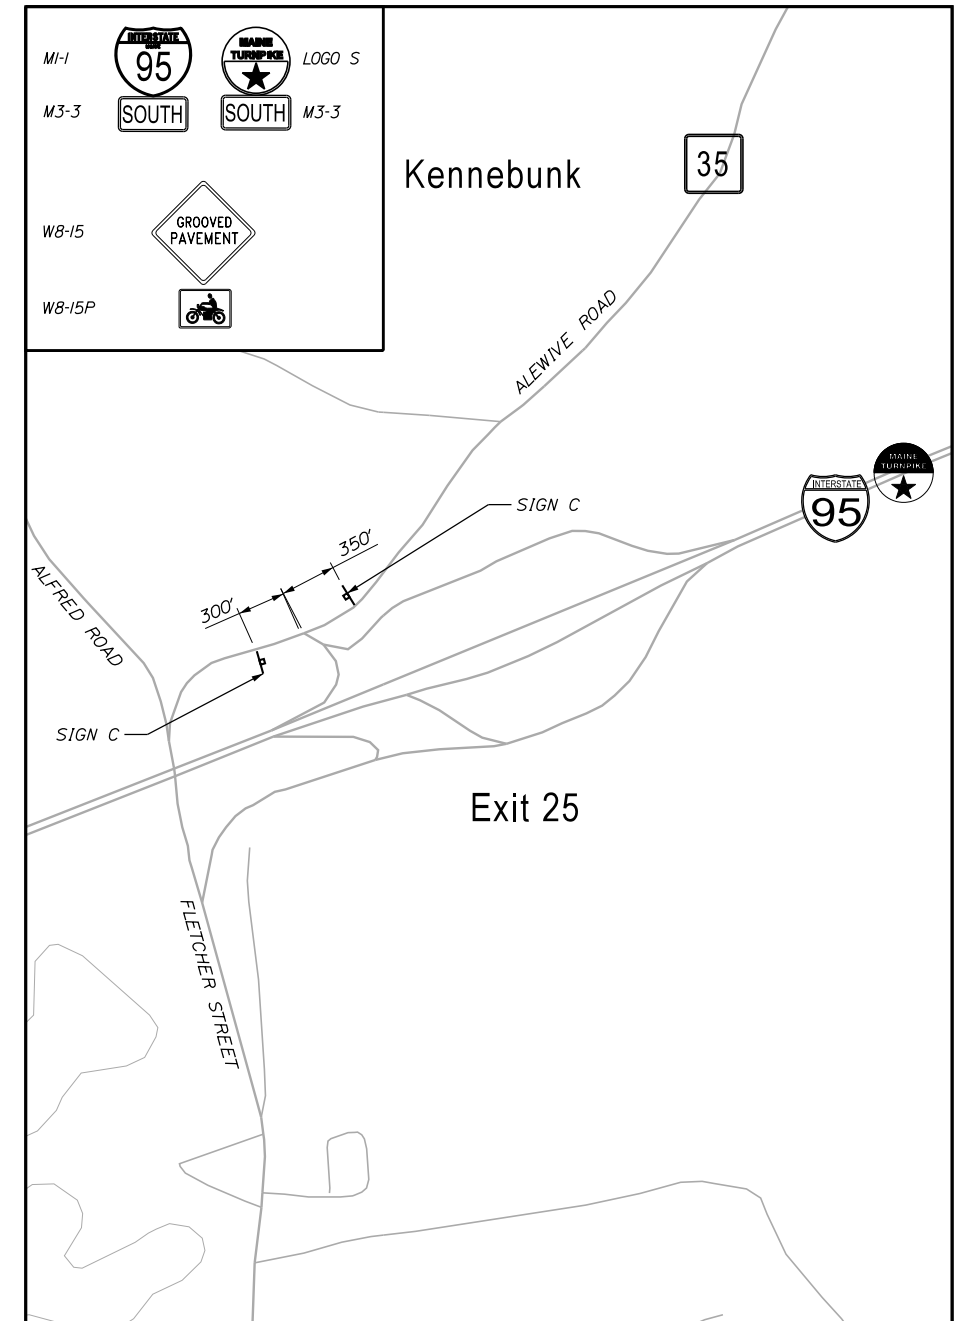 M1-1
INTERSTATE
MAINE
95
MAINE
TURNPIKE
LOGO S
M3-3
SOUTH
SOUTH
M3-3
W8-15
GROOVED
PAVEMENT
W8-15P
Kennebunk
35
ALEWIVE ROAD
MAINE
TURNPIKE
INTERSTATE
95
SIGN C
350'
300'
ALFRED ROAD
SIGN C
Exit 25
FLETCHER STREET